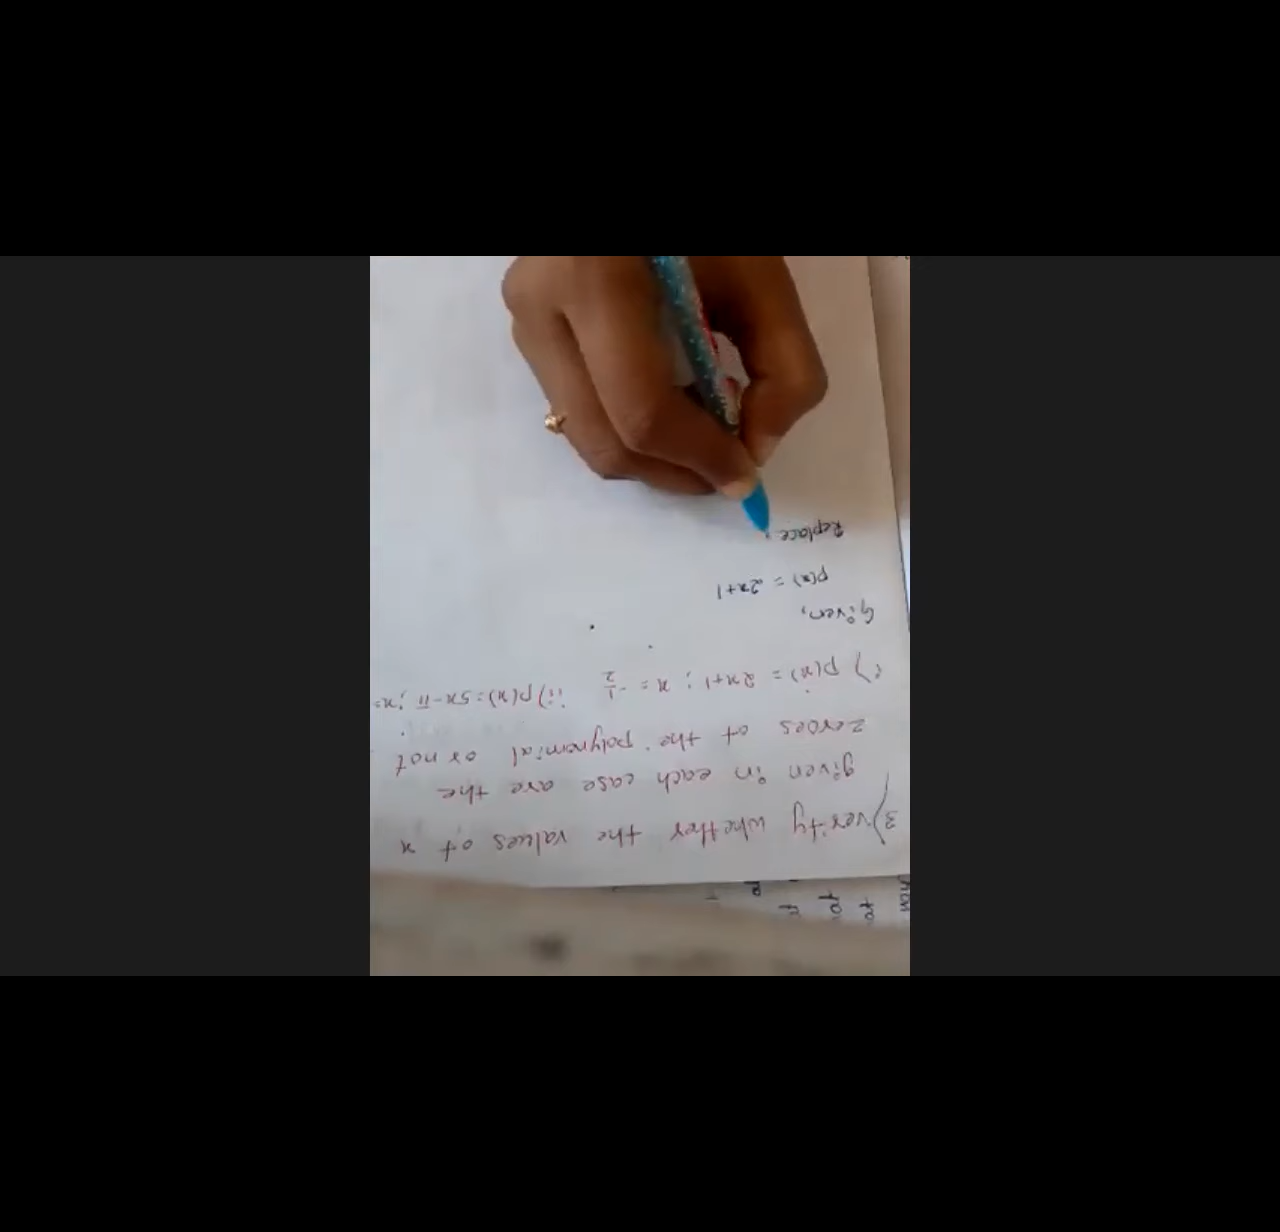 3) verify whether the values of x
given in each case are the
zeroes of the polynomial or not
i) p(x) = 2x+1 ; x = -1/2 ii) p(x) = 5x-π ; x=
Given,
p(x) = 2x+1
Replace